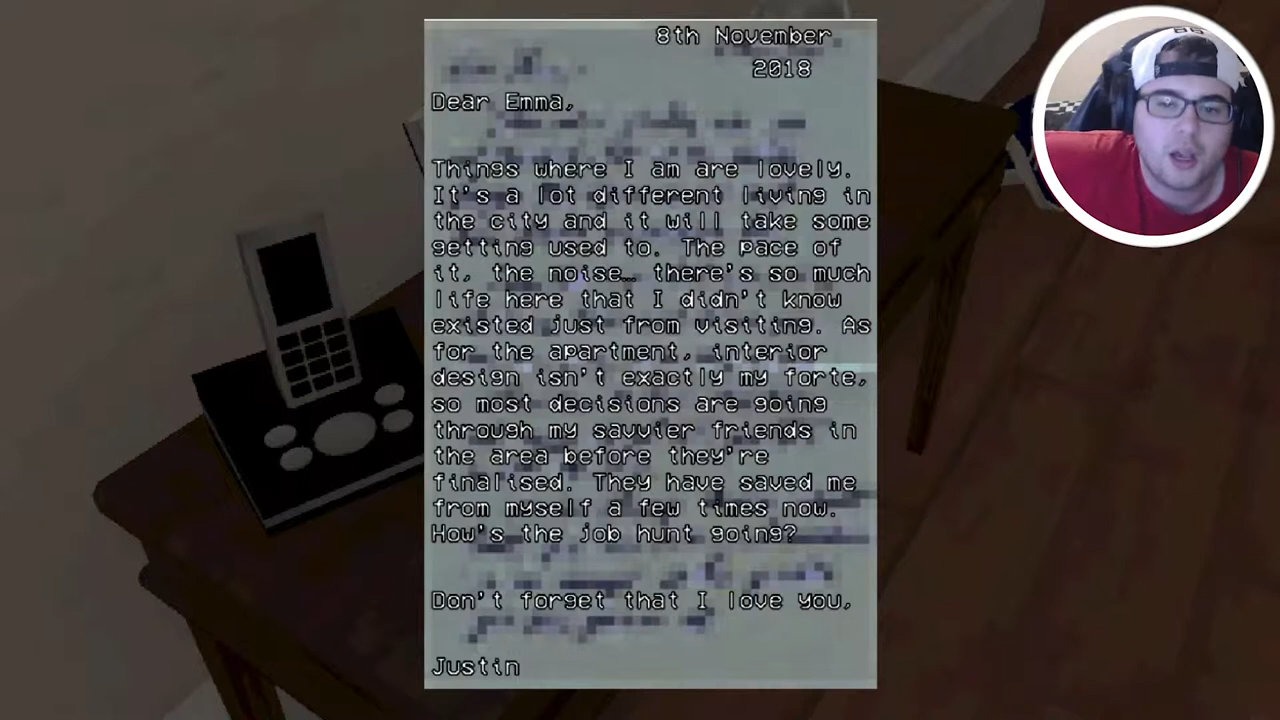 8th November
2018
Dear Emma,
Things where I am are lovely.
It's a lot different living in
the city and it will take some
getting used to. The pace of
it, the noise… there's so much
life here that I didn't know
existed just from visiting. As
for the apartment, interior
design isn't exactly my forte,
so most decisions are going
through my savvier friends in
the area before they're
finalised. They have saved me
from myself a few times now.
How's the job hunt going?
Don't forget that I love you,
Justin